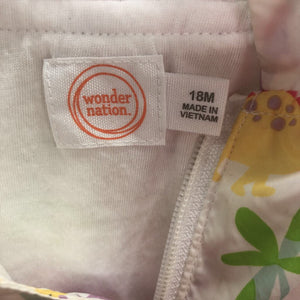 wonder
nation.
18M
MADE IN
VIETNAM